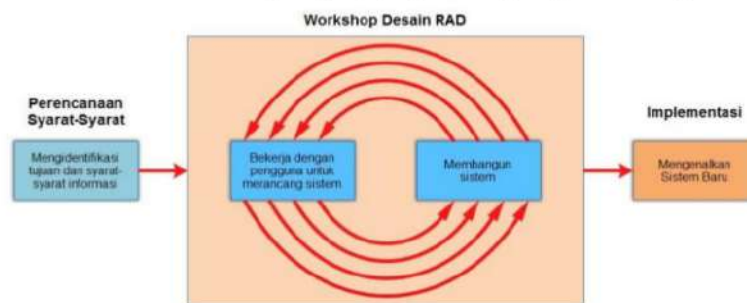 Workshop Desain RAD
Perencanaan
Syarat-Syarat
Mengidentifikasi
tujuan dan syarat-
syarat informasi
Bekerja dengan
pengguna untuk
merancang sistem
Membangun
sistem
Implementasi
Mengenalkan
Sistem Baru